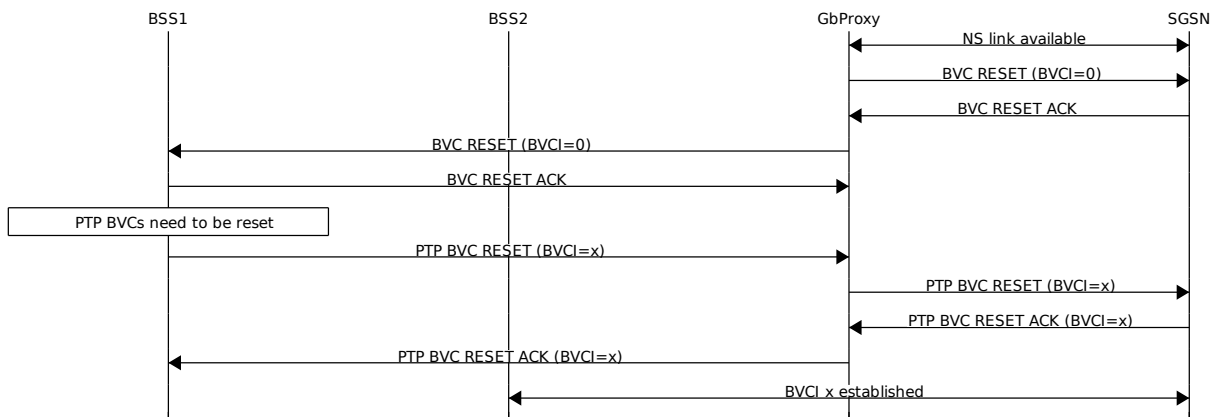 BSS1 BSS2 GbProxy SGSN
NS link available
BVC RESET (BVCI=0)
BVC RESET ACK
BVC RESET (BVCI=0)
BVC RESET ACK
PTP BVCs need to be reset
PTP BVC RESET (BVCI=x)
PTP BVC RESET (BVCI=x)
PTP BVC RESET ACK (BVCI=x)
PTP BVC RESET ACK (BVCI=x)
BVCI x established